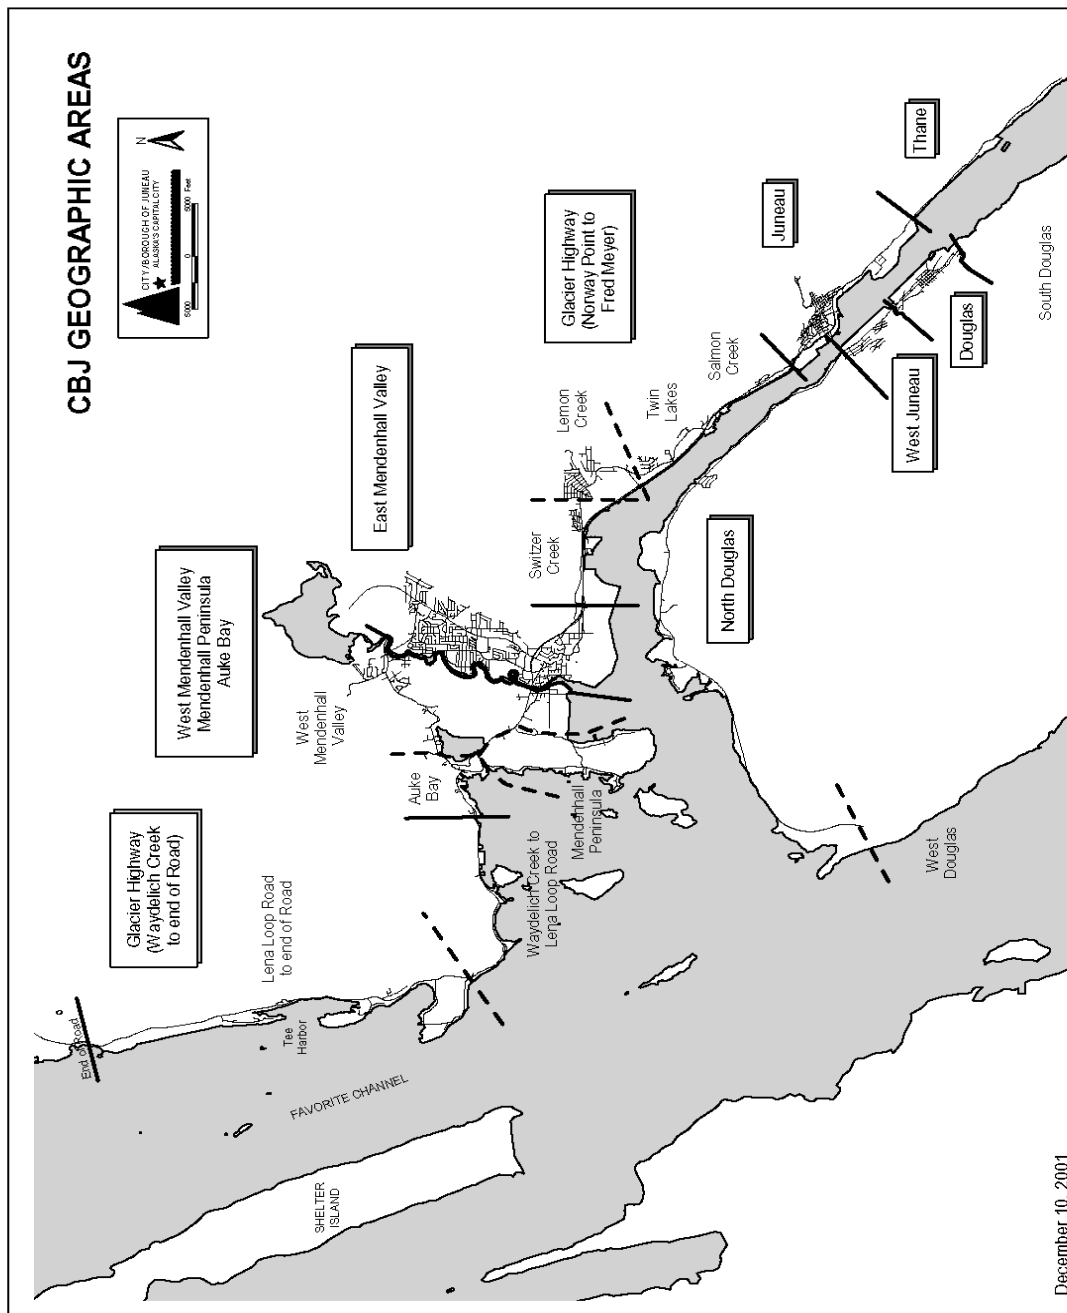 CBJ GEOGRAPHIC AREAS
CITY/BOROUGH OF JUNEAU
ALASKA'S CAPITAL CITY
5000 0 5000 Feet
N
Glacier Highway
(Waydelich Creek
to end of Road)
West Mendenhall Valley
Mendenhall Peninsula
Auke Bay
East Mendenhall Valley
Glacier Highway
(Norway Point to
Fred Meyer)
Juneau
Thane
End of Road
Lena Loop Road
to end of Road
Tee
Harbor
FAVORITE CHANNEL
SHELTER
ISLAND
West
Mendenhall
Valley
Auke
Bay
Waydelich Creek to
Lena Loop Road
Mendenhall
Peninsula
Switzer
Creek
Lemon
Creek
Twin
Lakes
Salmon
Creek
North Douglas
West Juneau
Douglas
West
Douglas
South Douglas
December 10, 2001